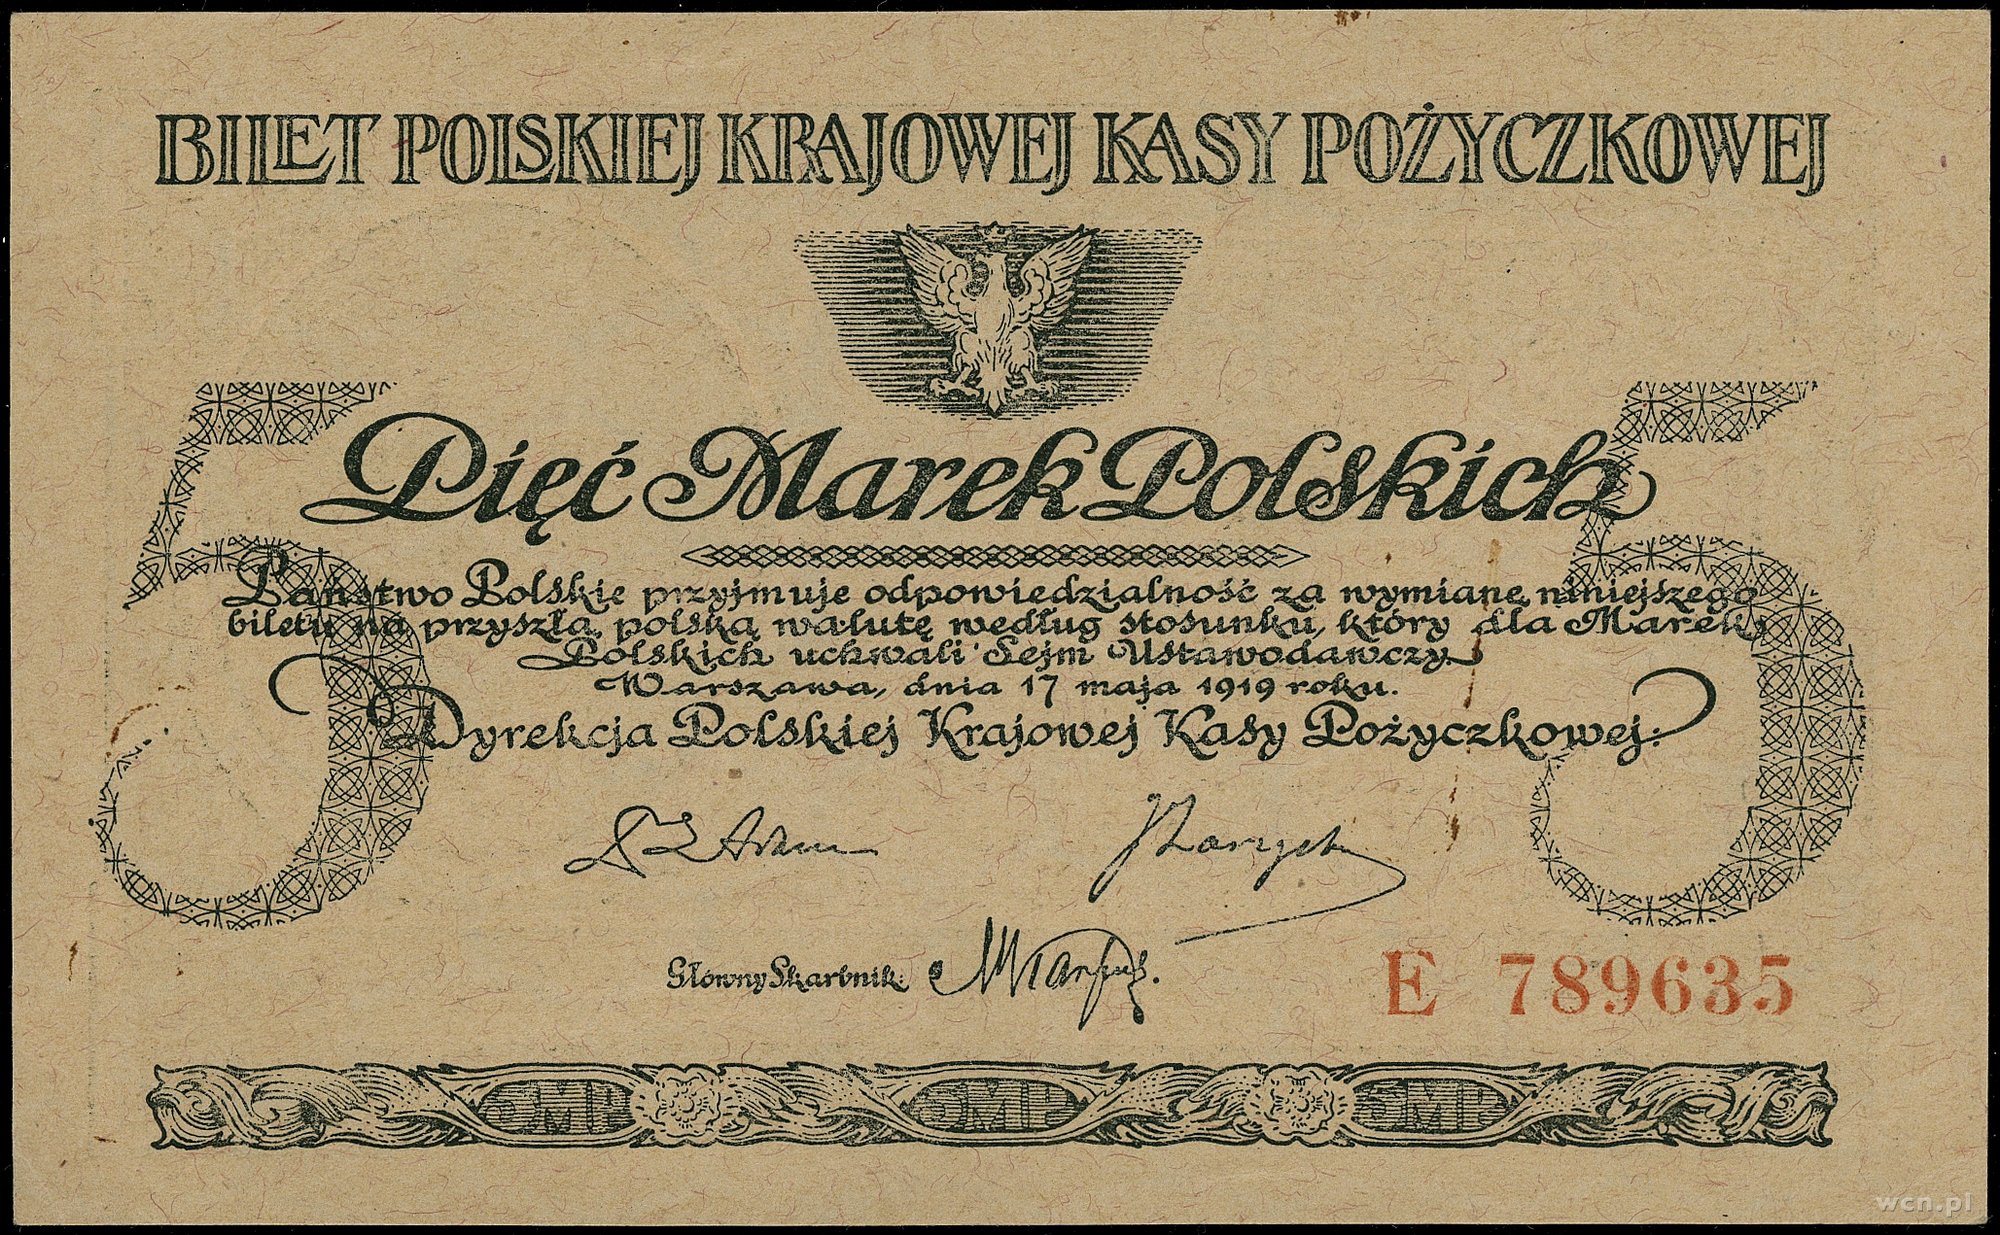 BILET POLSKIEJ KRAJOWEJ KASY POŻYCZKOWEJ
5
5
Pięć Marek Polskich
Państwo Polskie przyjmuje odpowiedzialność za wymianę niniejszego
biletu na przyszłą polską walutę według stosunku, który dla Marek
Polskich uchwali Sejm Ustawodawczy.
Warszawa, dnia 17 maja 1919 roku.
Dyrekcja Polskiej Krajowej Kasy Pożyczkowej:
Główny Skarbnik:
E 789635
5MP 5MP 5MP
wcn.pl